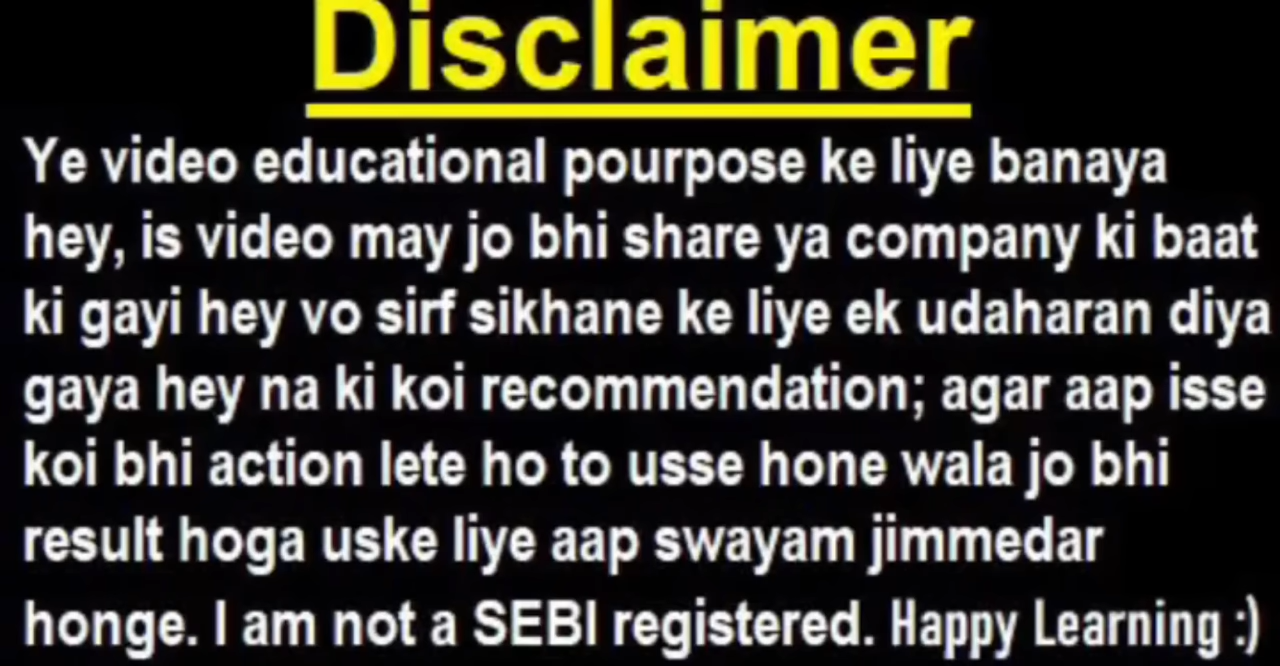 Disclaimer
Ye video educational pourpose ke liye banaya
hey, is video may jo bhi share ya company ki baat
ki gayi hey vo sirf sikhane ke liye ek udaharan diya
gaya hey na ki koi recommendation; agar aap isse
koi bhi action lete ho to usse hone wala jo bhi
result hoga uske liye aap swayam jimmedar
honge. I am not a SEBI registered. Happy Learning :)